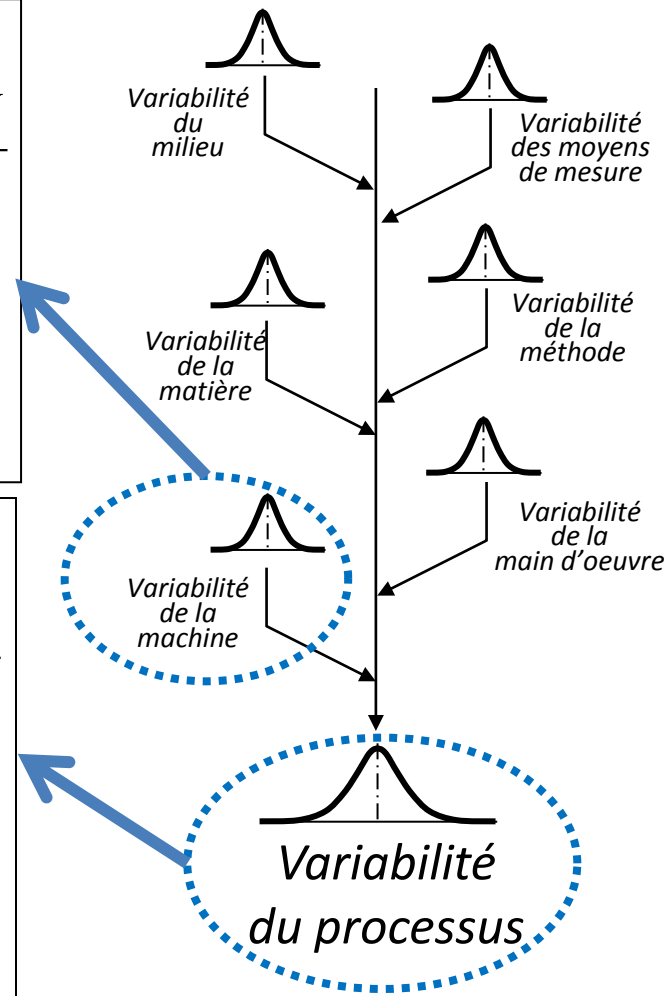 Variabilité
du
milieu
Variabilité
des moyens
de mesure
Variabilité
de la
matière
Variabilité
de la
méthode
Variabilité
de la
main d'oeuvre
Variabilité
de la
machine
Variabilité
du processus